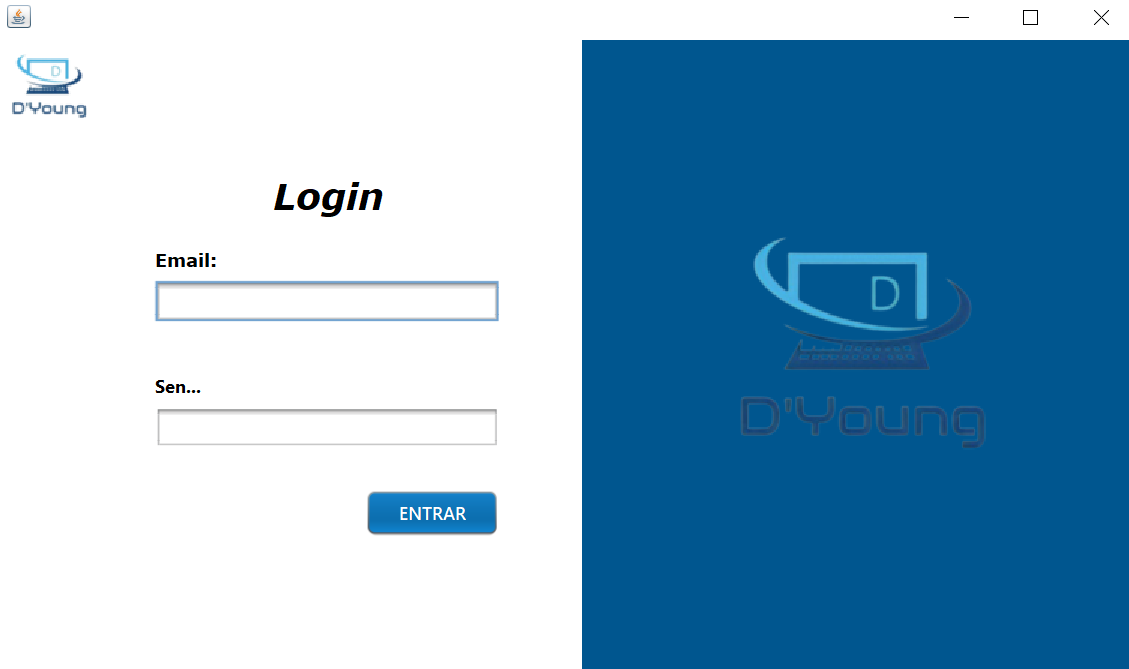 D
D'Young
Login
Email:
Sen...
ENTRAR
D
D'Young